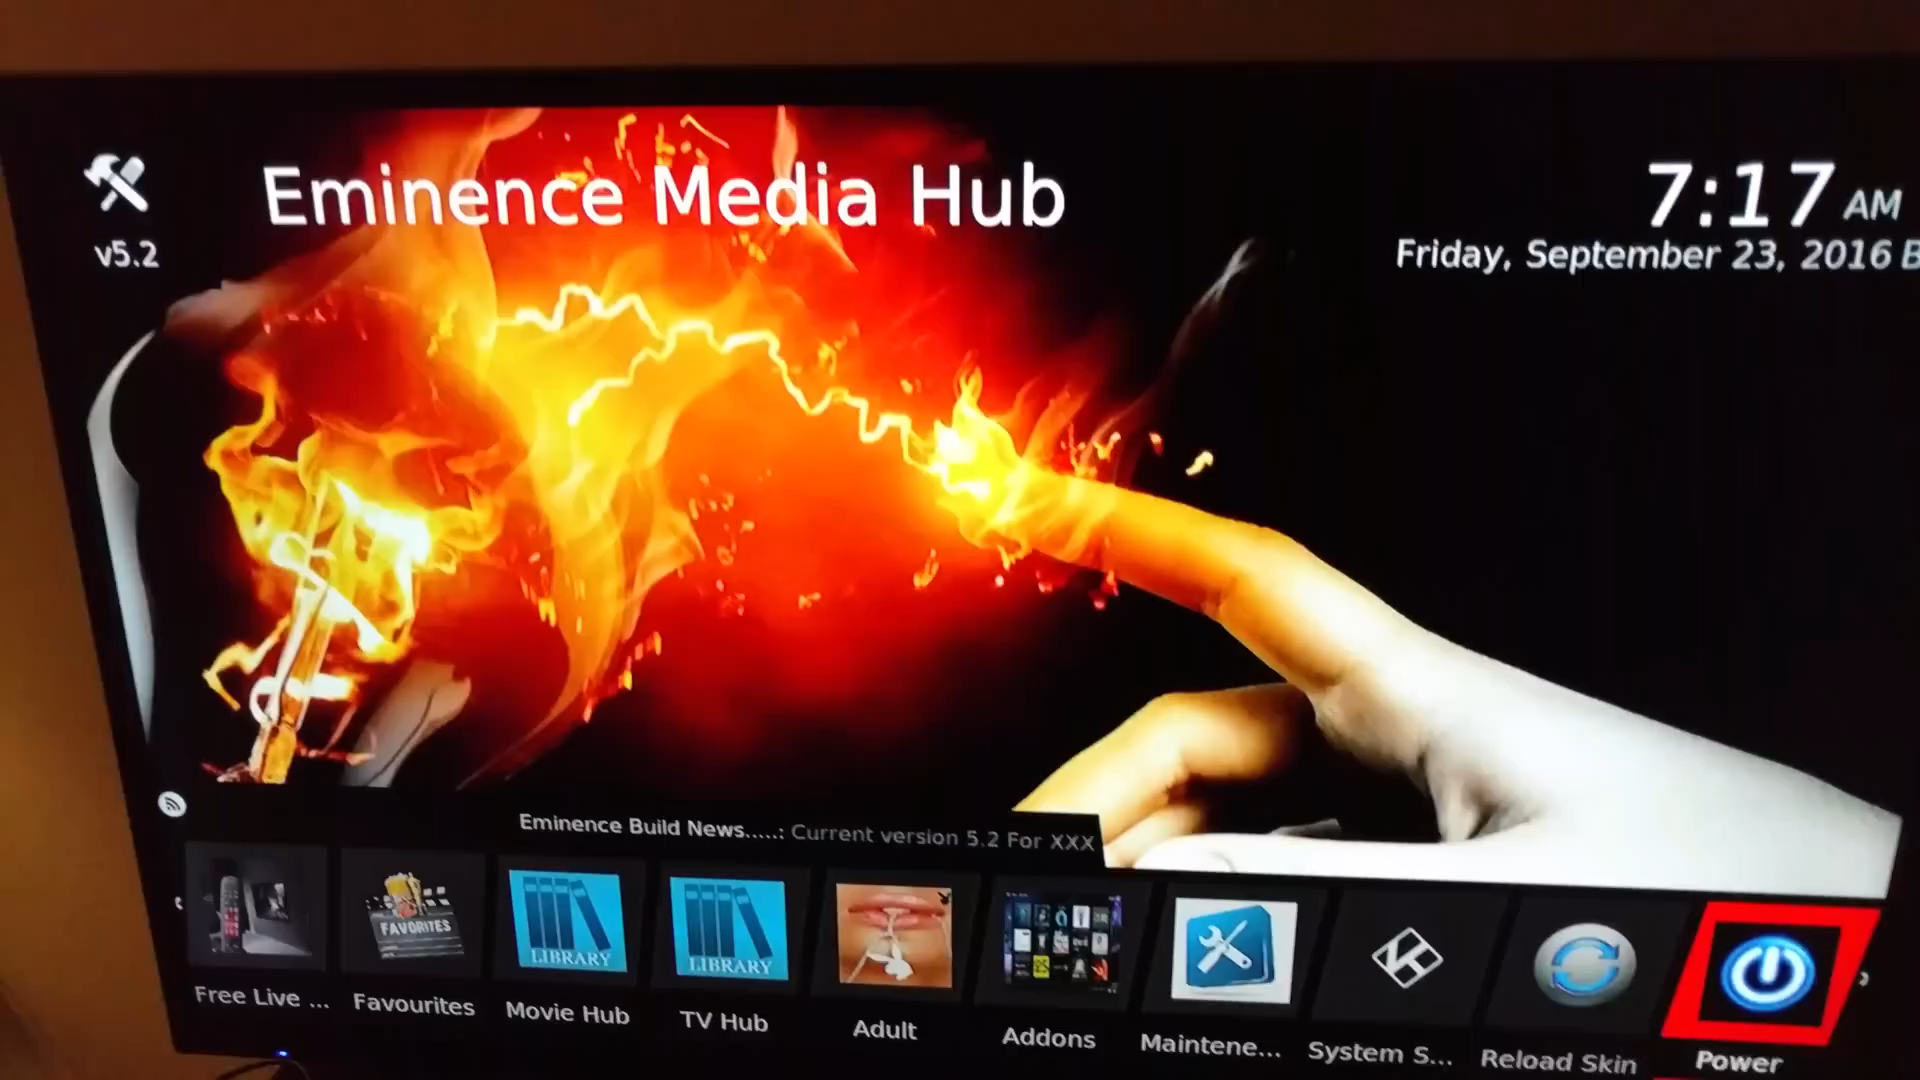 Eminence Media Hub
7:17 AM
v5.2
Friday, September 23, 2016
Eminence Build News.....: Current version 5.2 For XXX
FAVORITES
LIBRARY
LIBRARY
Free Live ...
Favourites
Movie Hub
TV Hub
Adult
Addons
Maintene...
System S...
Reload Skin
Power